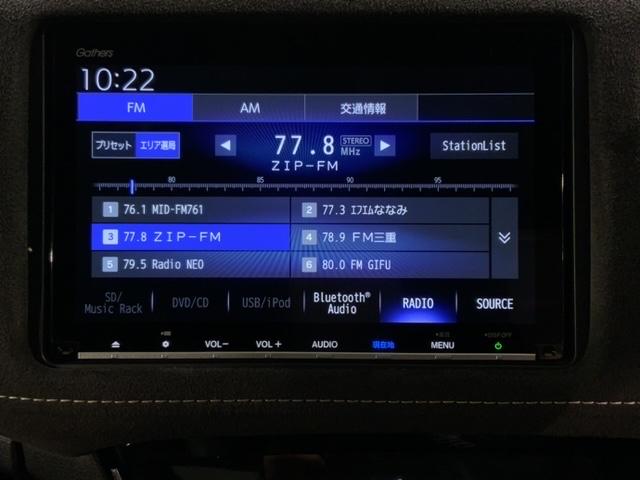 Gathers
10:22
FM AM 交通情報
プリセット エリア選局 ◀ 77.8 STEREO MHz ▶ StationList
ZIP-FM
80 85 90 95
1 76.1 MID-FM761 2 77.3 エフエムななみ
3 77.8 ZIP-FM 4 78.9 FM三重
5 79.5 Radio NEO 6 80.0 FM GIFU
SD/ Music Rack DVD/CD USB/iPod Bluetooth® Audio RADIO SOURCE
VOL− VOL+ AUDIO 現在地 MENU DISP OFF